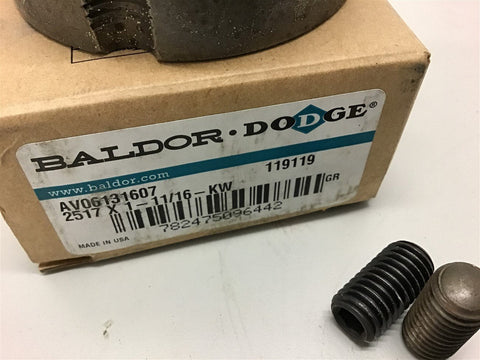 BALDOR · DODGE®
www.baldor.com
119119
AV06131607
2517 X 1-11/16-KW
GR
782475096442
MADE IN USA